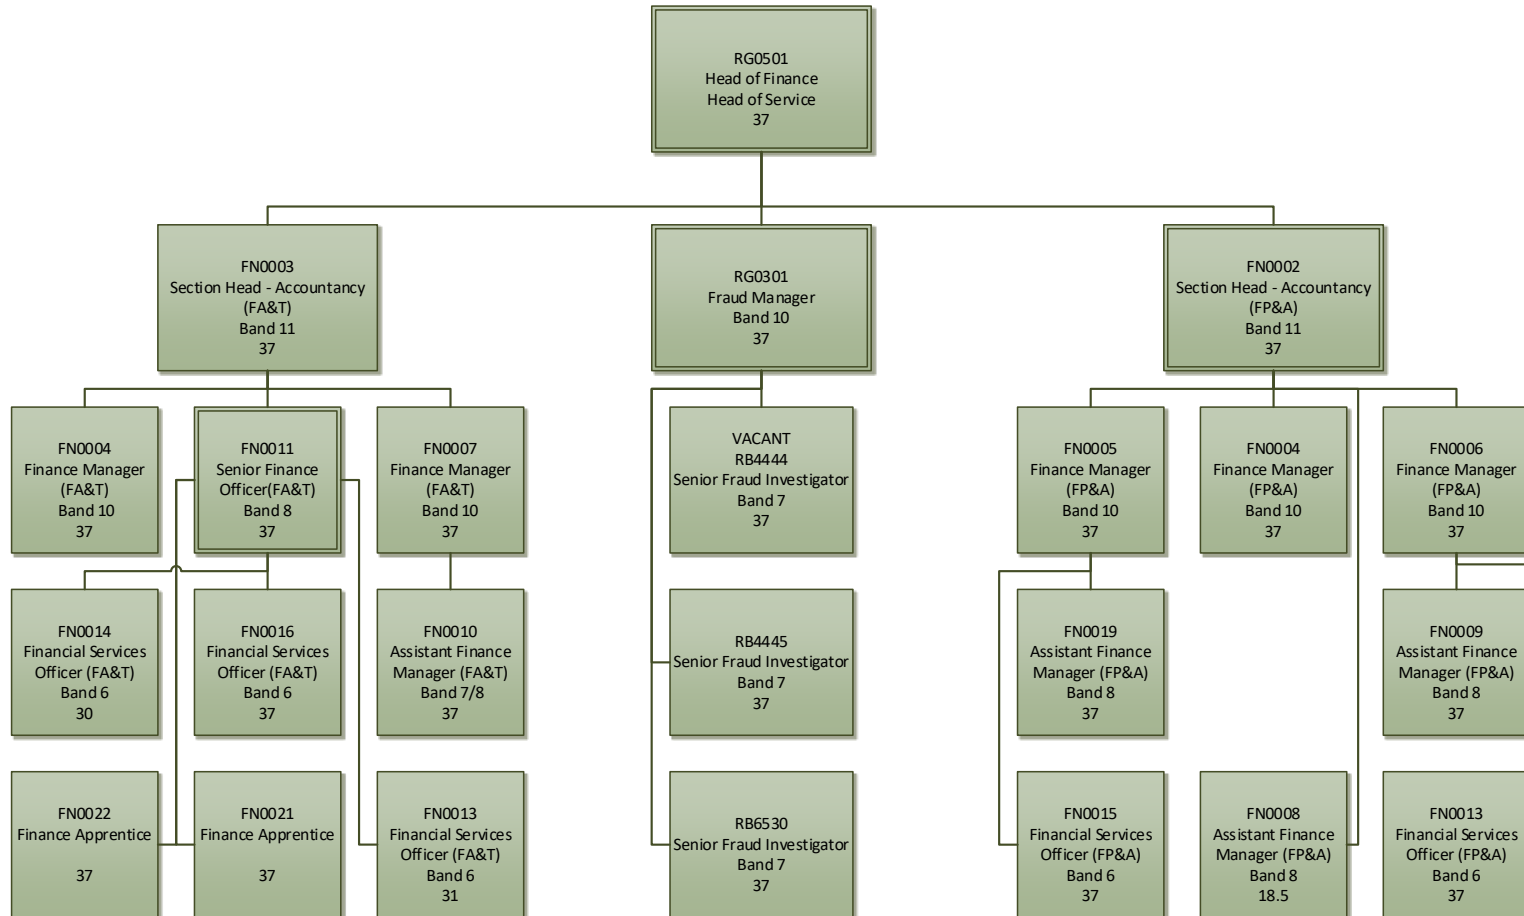 RG0501
Head of Finance
Head of Service
37
FN0003
Section Head - Accountancy
(FA&T)
Band 11
37
RG0301
Fraud Manager
Band 10
37
FN0002
Section Head - Accountancy
(FP&A)
Band 11
37
FN0004
Finance Manager
(FA&T)
Band 10
37
FN0011
Senior Finance
Officer(FA&T)
Band 8
37
FN0007
Finance Manager
(FA&T)
Band 10
37
VACANT
RB4444
Senior Fraud Investigator
Band 7
37
FN0005
Finance Manager
(FP&A)
Band 10
37
FN0004
Finance Manager
(FP&A)
Band 10
37
FN0006
Finance Manager
(FP&A)
Band 10
37
FN0014
Financial Services
Officer (FA&T)
Band 6
30
FN0016
Financial Services
Officer (FA&T)
Band 6
37
FN0010
Assistant Finance
Manager (FA&T)
Band 7/8
37
RB4445
Senior Fraud Investigator
Band 7
37
FN0019
Assistant Finance
Manager (FP&A)
Band 8
37
FN0009
Assistant Finance
Manager (FP&A)
Band 8
37
FN0022
Finance Apprentice
37
FN0021
Finance Apprentice
37
FN0013
Financial Services
Officer (FA&T)
Band 6
31
RB6530
Senior Fraud Investigator
Band 7
37
FN0015
Financial Services
Officer (FP&A)
Band 6
37
FN0008
Assistant Finance
Manager (FP&A)
Band 8
18.5
FN0013
Financial Services
Officer (FP&A)
Band 6
37